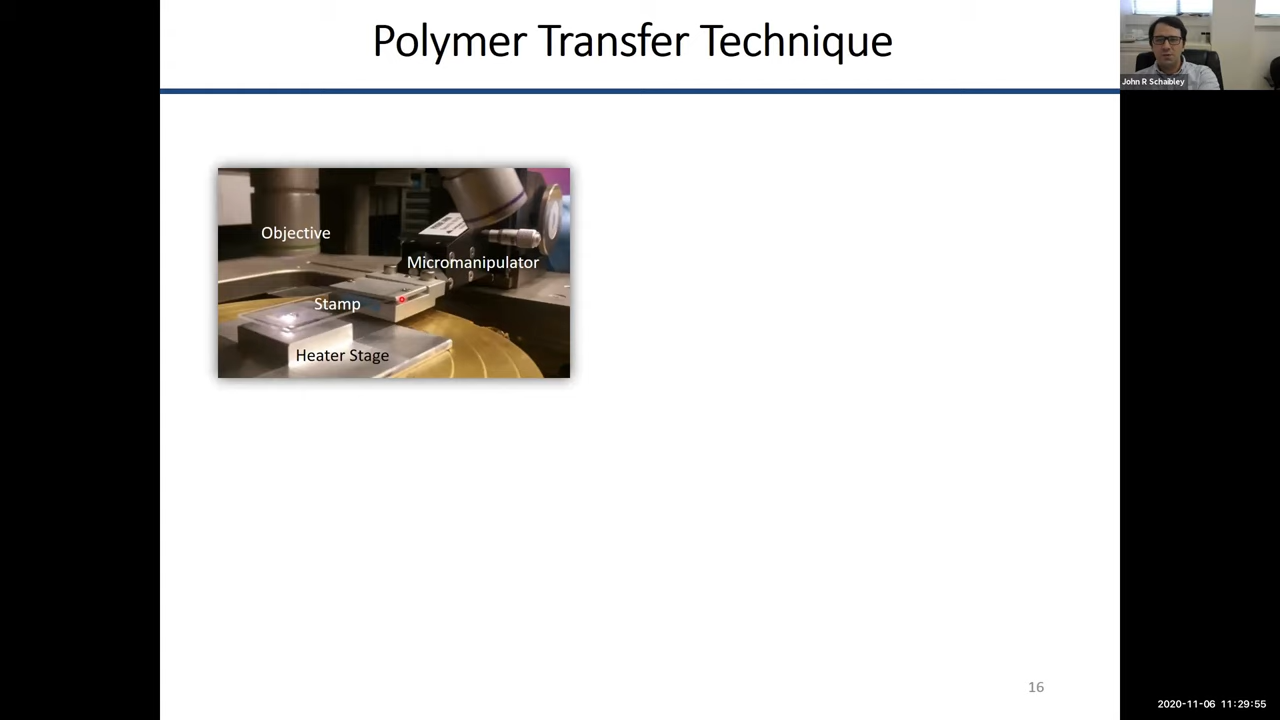 Polymer Transfer Technique
John R Schaibley
Objective
Micromanipulator
Stamp
Heater Stage
16
2020-11-06 11:29:55